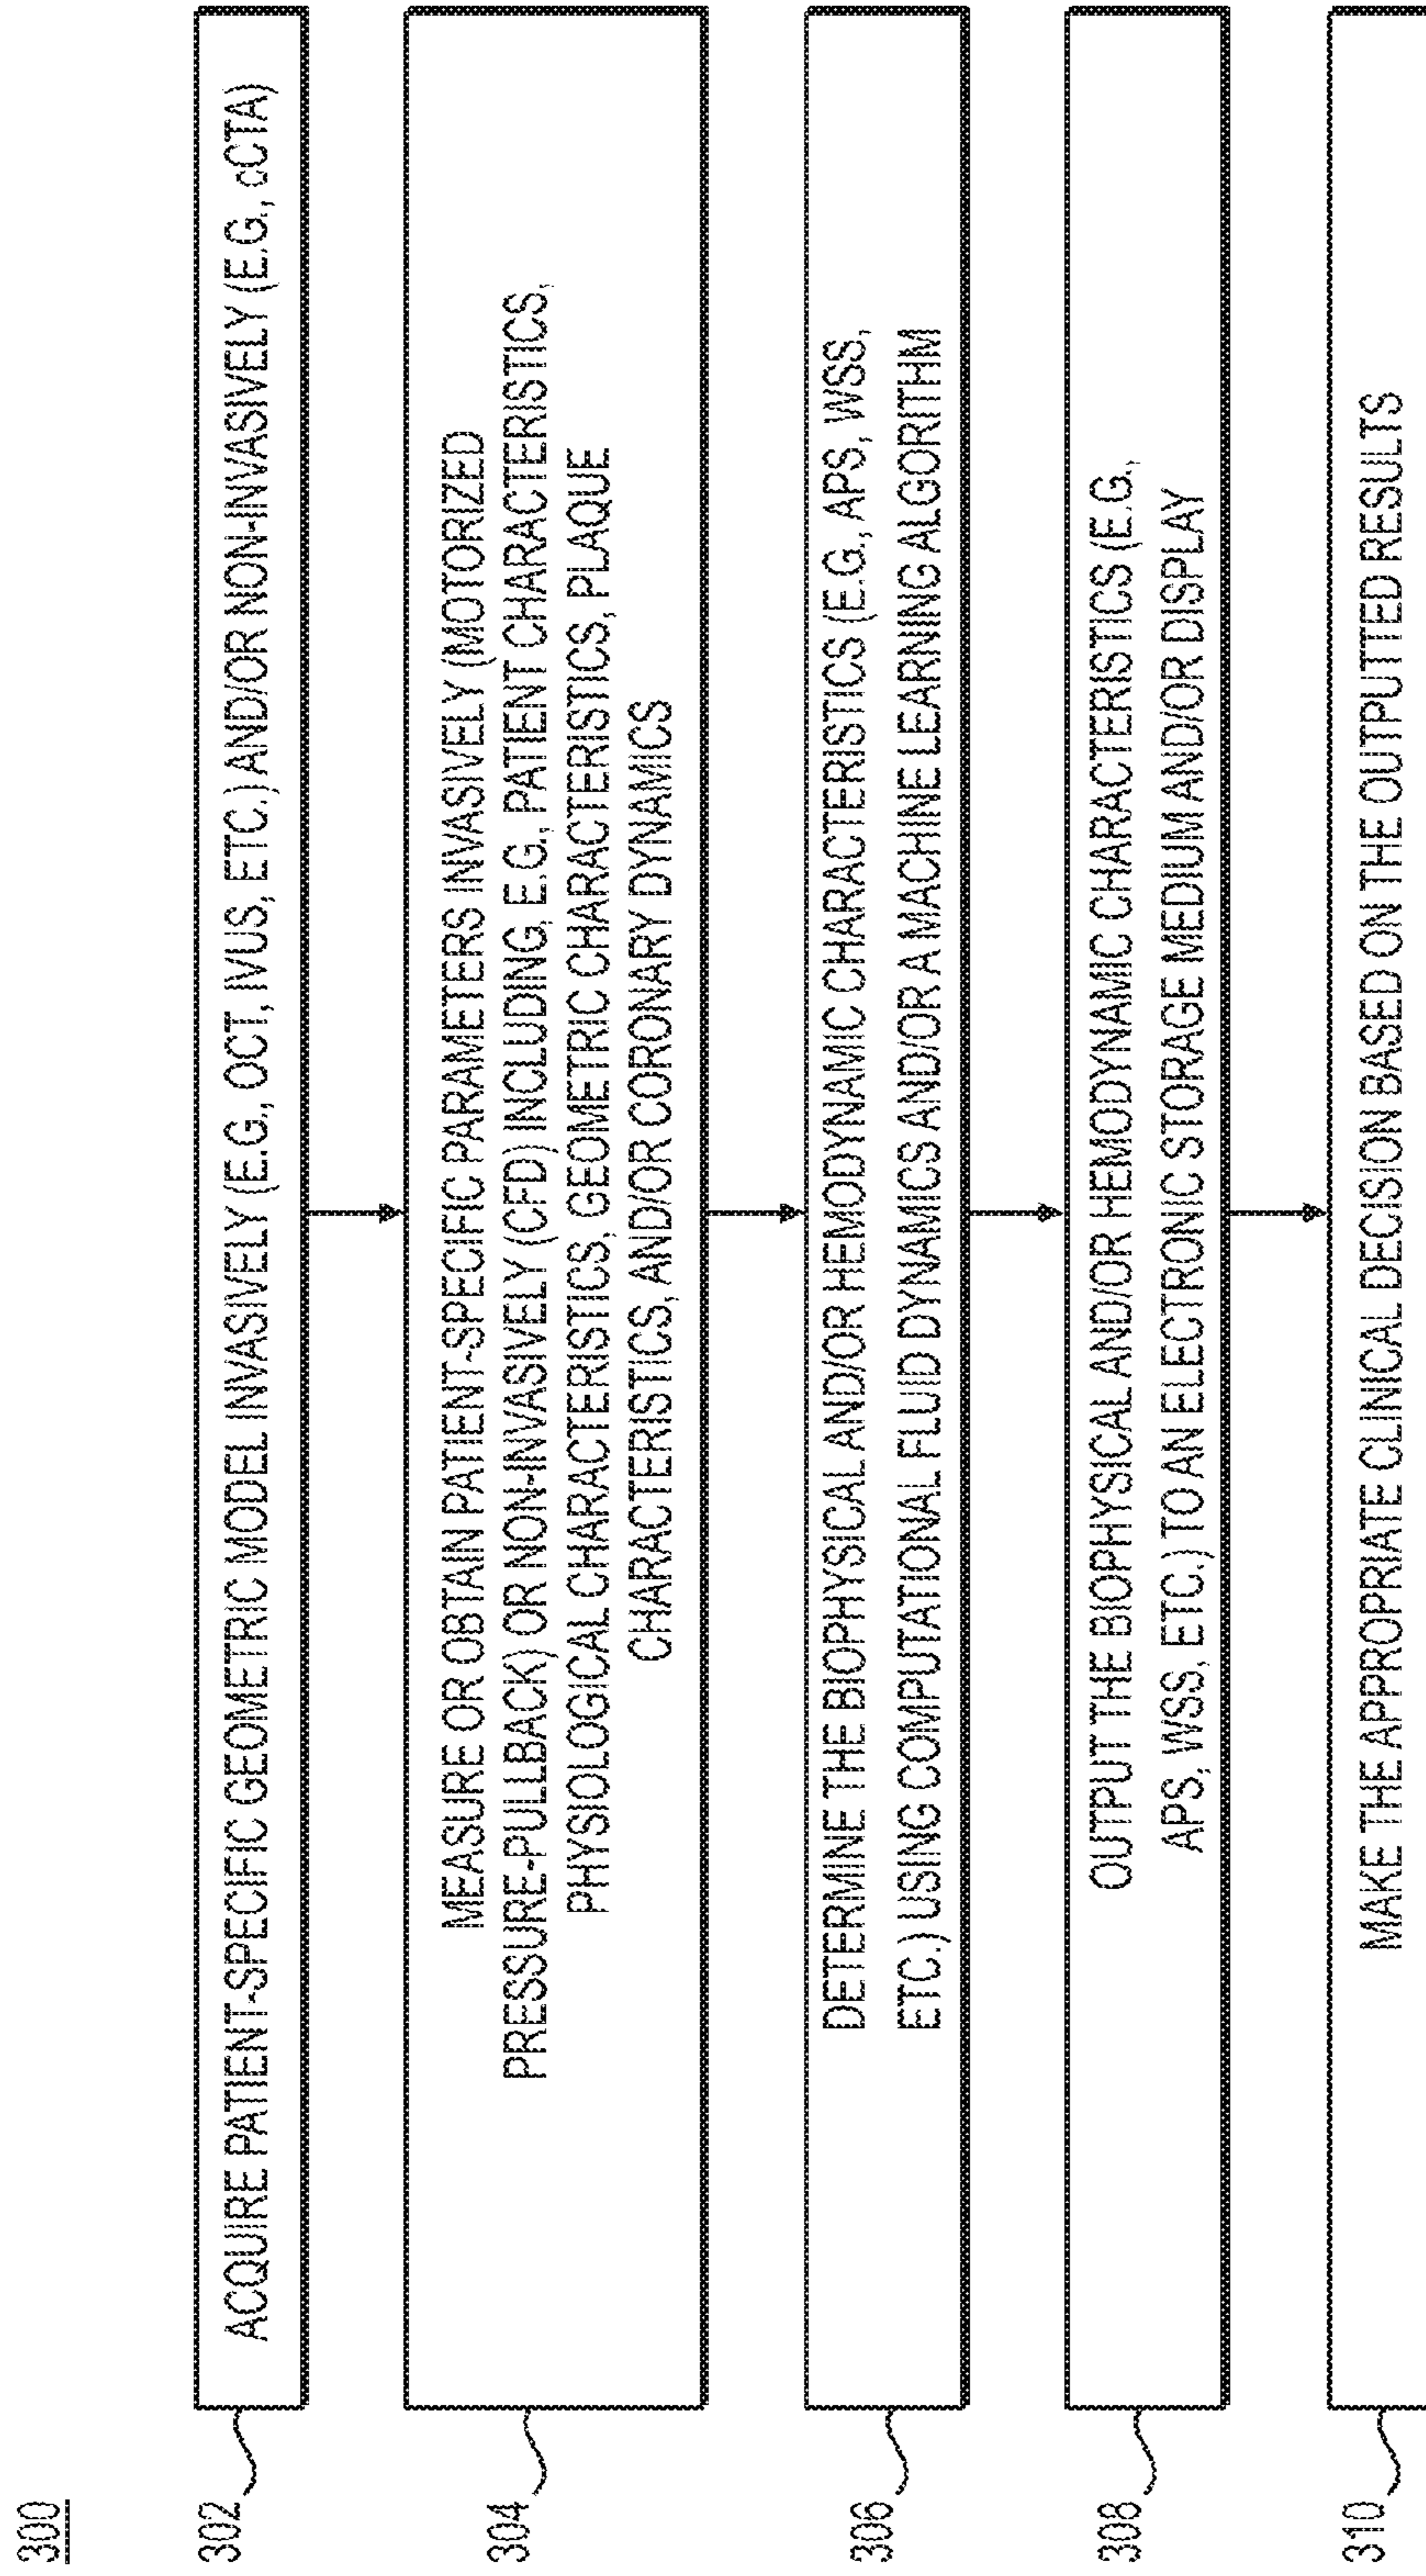 300
302
ACQUIRE PATIENT-SPECIFIC GEOMETRIC MODEL INVASIVELY (E.G., OCT, IVUS, ETC.) AND/OR NON-INVASIVELY (E.G., cCTA)
304
MEASURE OR OBTAIN PATIENT-SPECIFIC PARAMETERS INVASIVELY (MOTORIZED
PRESSURE-PULLBACK) OR NON-INVASIVELY (CFD) INCLUDING, E.G., PATIENT CHARACTERISTICS,
PHYSIOLOGICAL CHARACTERISTICS, GEOMETRIC CHARACTERISTICS, PLAQUE
CHARACTERISTICS, AND/OR CORONARY DYNAMICS
306
DETERMINE THE BIOPHYSICAL AND/OR HEMODYNAMIC CHARACTERISTICS (E.G., APS, WSS,
ETC.) USING COMPUTATIONAL FLUID DYNAMICS AND/OR A MACHINE LEARNING ALGORITHM
308
OUTPUT THE BIOPHYSICAL AND/OR HEMODYNAMIC CHARACTERISTICS (E.G.,
APS, WSS, ETC.) TO AN ELECTRONIC STORAGE MEDIUM AND/OR DISPLAY
310
MAKE THE APPROPRIATE CLINICAL DECISION BASED ON THE OUTPUTTED RESULTS